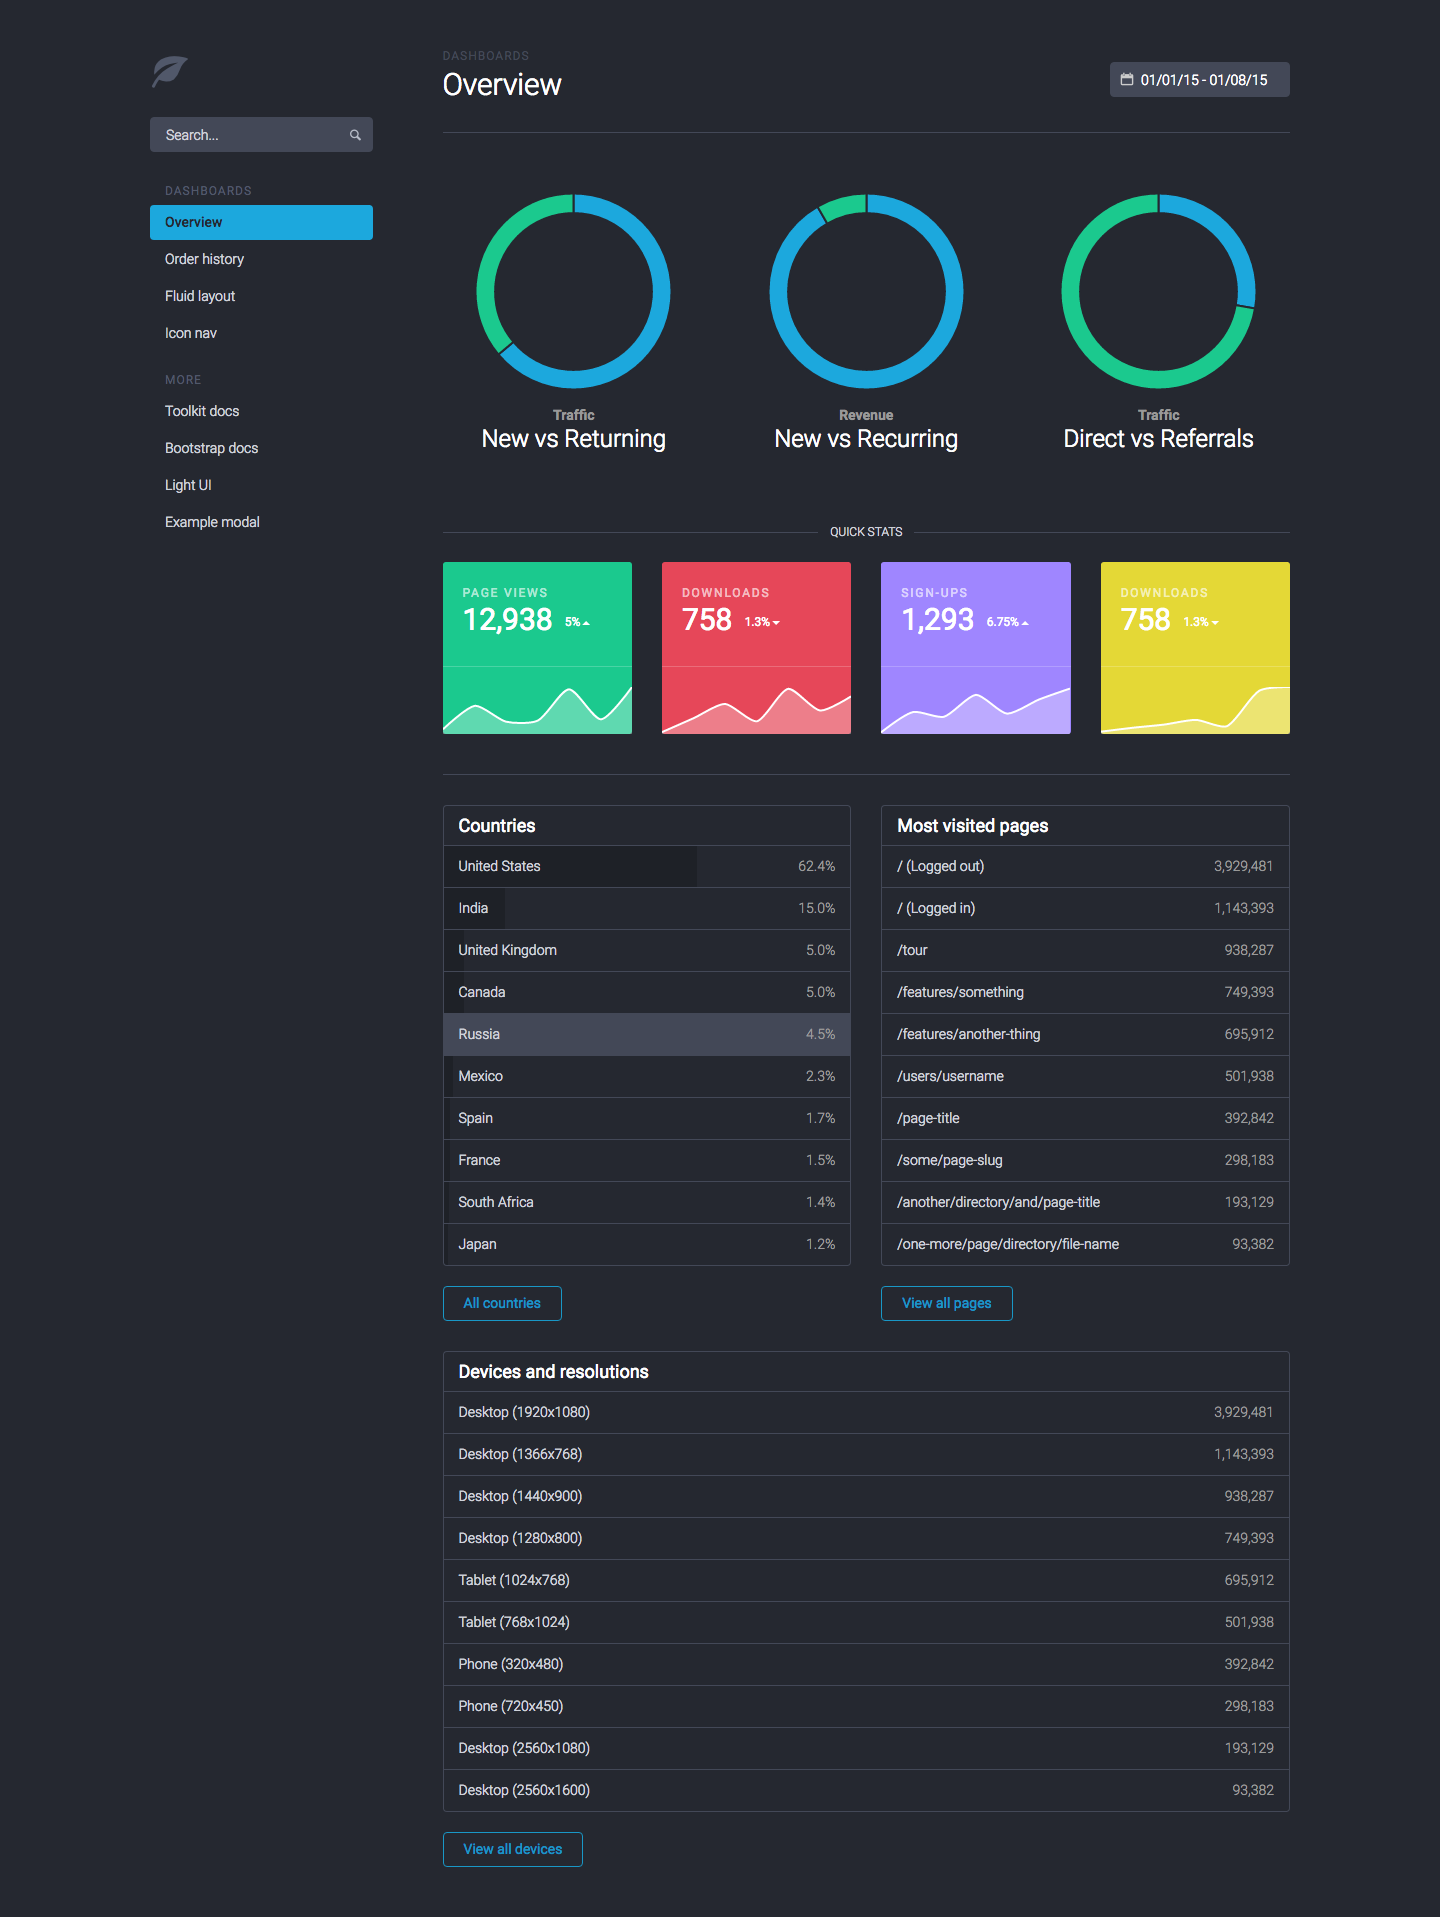 Search...
DASHBOARDS
Overview
Order history
Fluid layout
Icon nav
MORE
Toolkit docs
Bootstrap docs
Light UI
Example modal
DASHBOARDS
Overview
01/01/15 - 01/08/15
Traffic
New vs Returning
Revenue
New vs Recurring
Traffic
Direct vs Referrals
QUICK STATS
PAGE VIEWS
12,938 5%
DOWNLOADS
758 1.3%
SIGN-UPS
1,293 6.75%
DOWNLOADS
758 1.3%
Countries
United States 62.4%
India 15.0%
United Kingdom 5.0%
Canada 5.0%
Russia 4.5%
Mexico 2.3%
Spain 1.7%
France 1.5%
South Africa 1.4%
Japan 1.2%
All countries
Most visited pages
/ (Logged out) 3,929,481
/ (Logged in) 1,143,393
/tour 938,287
/features/something 749,393
/features/another-thing 695,912
/users/username 501,938
/page-title 392,842
/some/page-slug 298,183
/another/directory/and/page-title 193,129
/one-more/page/directory/file-name 93,382
View all pages
Devices and resolutions
Desktop (1920x1080) 3,929,481
Desktop (1366x768) 1,143,393
Desktop (1440x900) 938,287
Desktop (1280x800) 749,393
Tablet (1024x768) 695,912
Tablet (768x1024) 501,938
Phone (320x480) 392,842
Phone (720x450) 298,183
Desktop (2560x1080) 193,129
Desktop (2560x1600) 93,382
View all devices